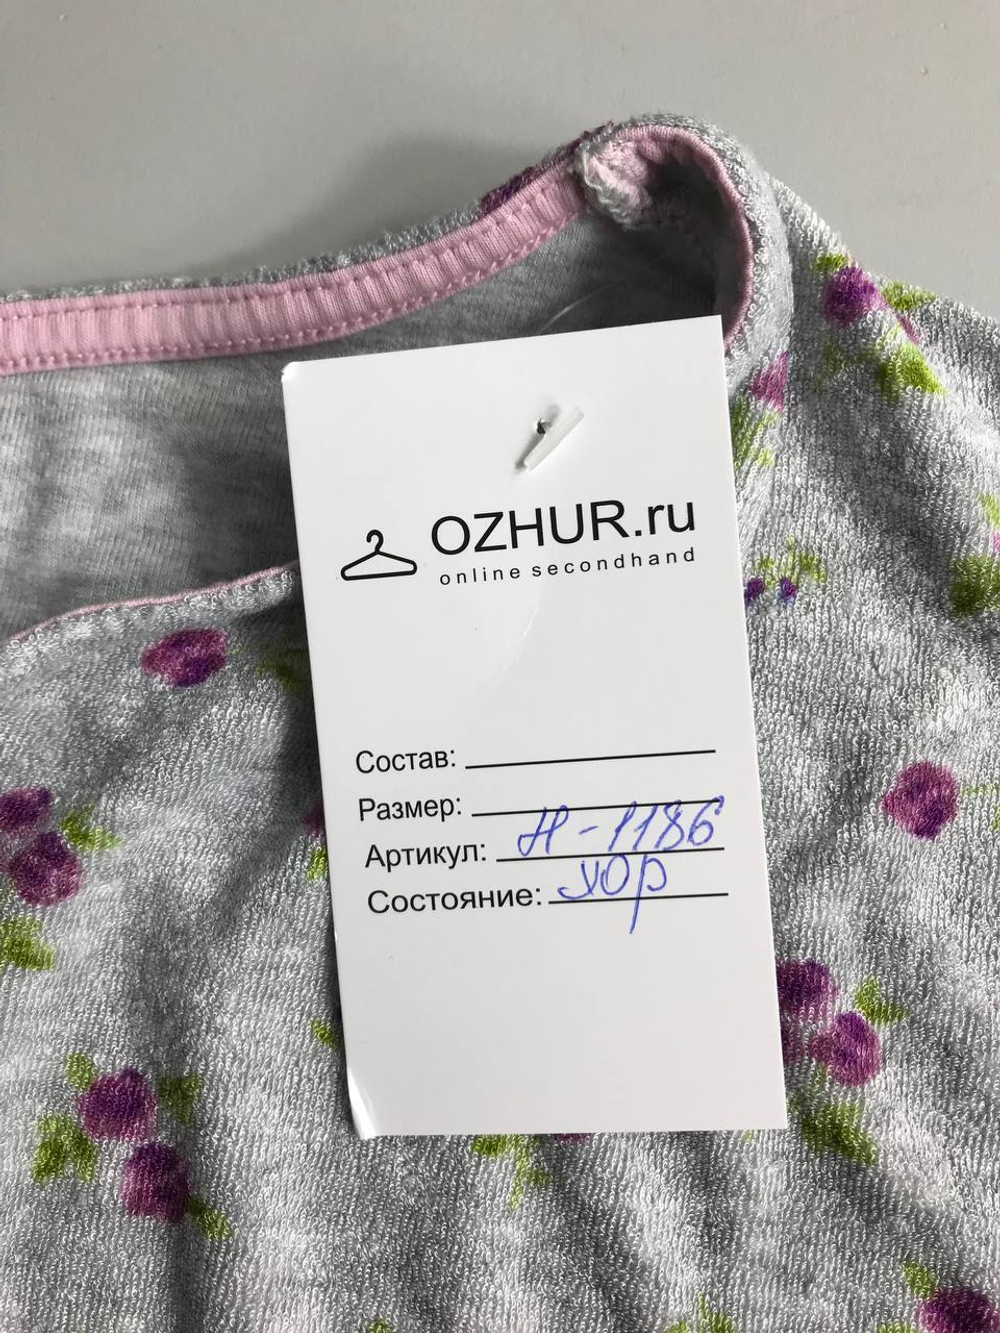 OZHUR.ru
online secondhand
Состав:
Размер:
Артикул: Н-1186
Состояние: хор